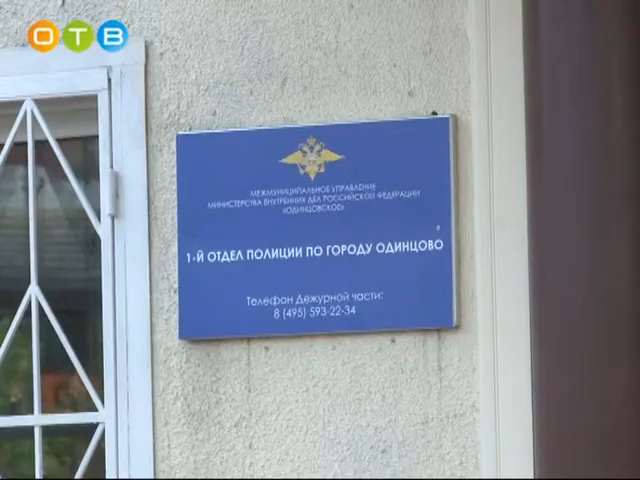 ОТВ
МЕЖМУНИЦИПАЛЬНОЕ УПРАВЛЕНИЕ
МИНИСТЕРСТВА ВНУТРЕННИХ ДЕЛ РОССИЙСКОЙ ФЕДЕРАЦИИ
«ОДИНЦОВСКОЕ»
1-Й ОТДЕЛ ПОЛИЦИИ ПО ГОРОДУ ОДИНЦОВО
Телефон Дежурной части:
8 (495) 593-22-34